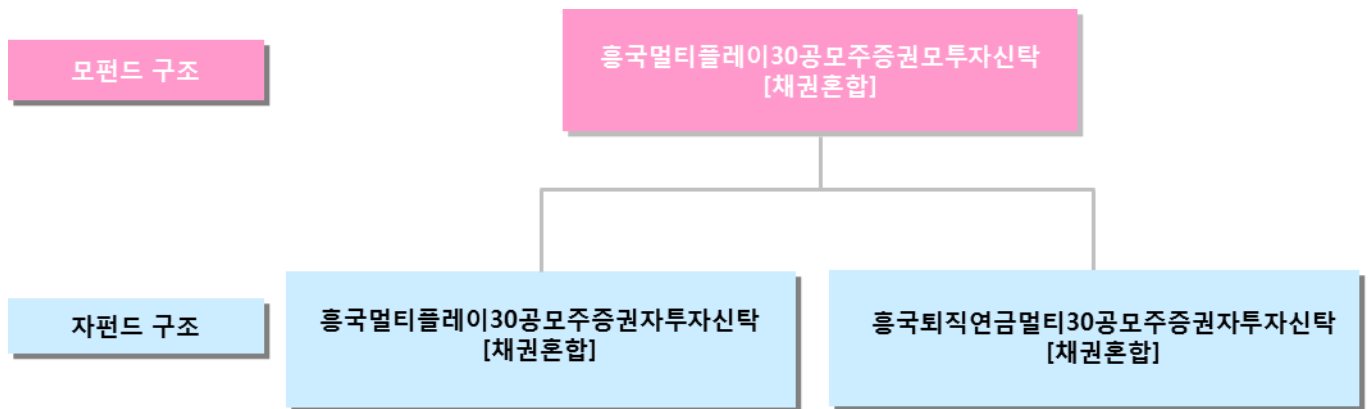 모펀드 구조
흥국멀티플레이30공모주증권모투자신탁
[채권혼합]
자펀드 구조
흥국멀티플레이30공모주증권자투자신탁
[채권혼합]
흥국퇴직연금멀티30공모주증권자투자신탁
[채권혼합]